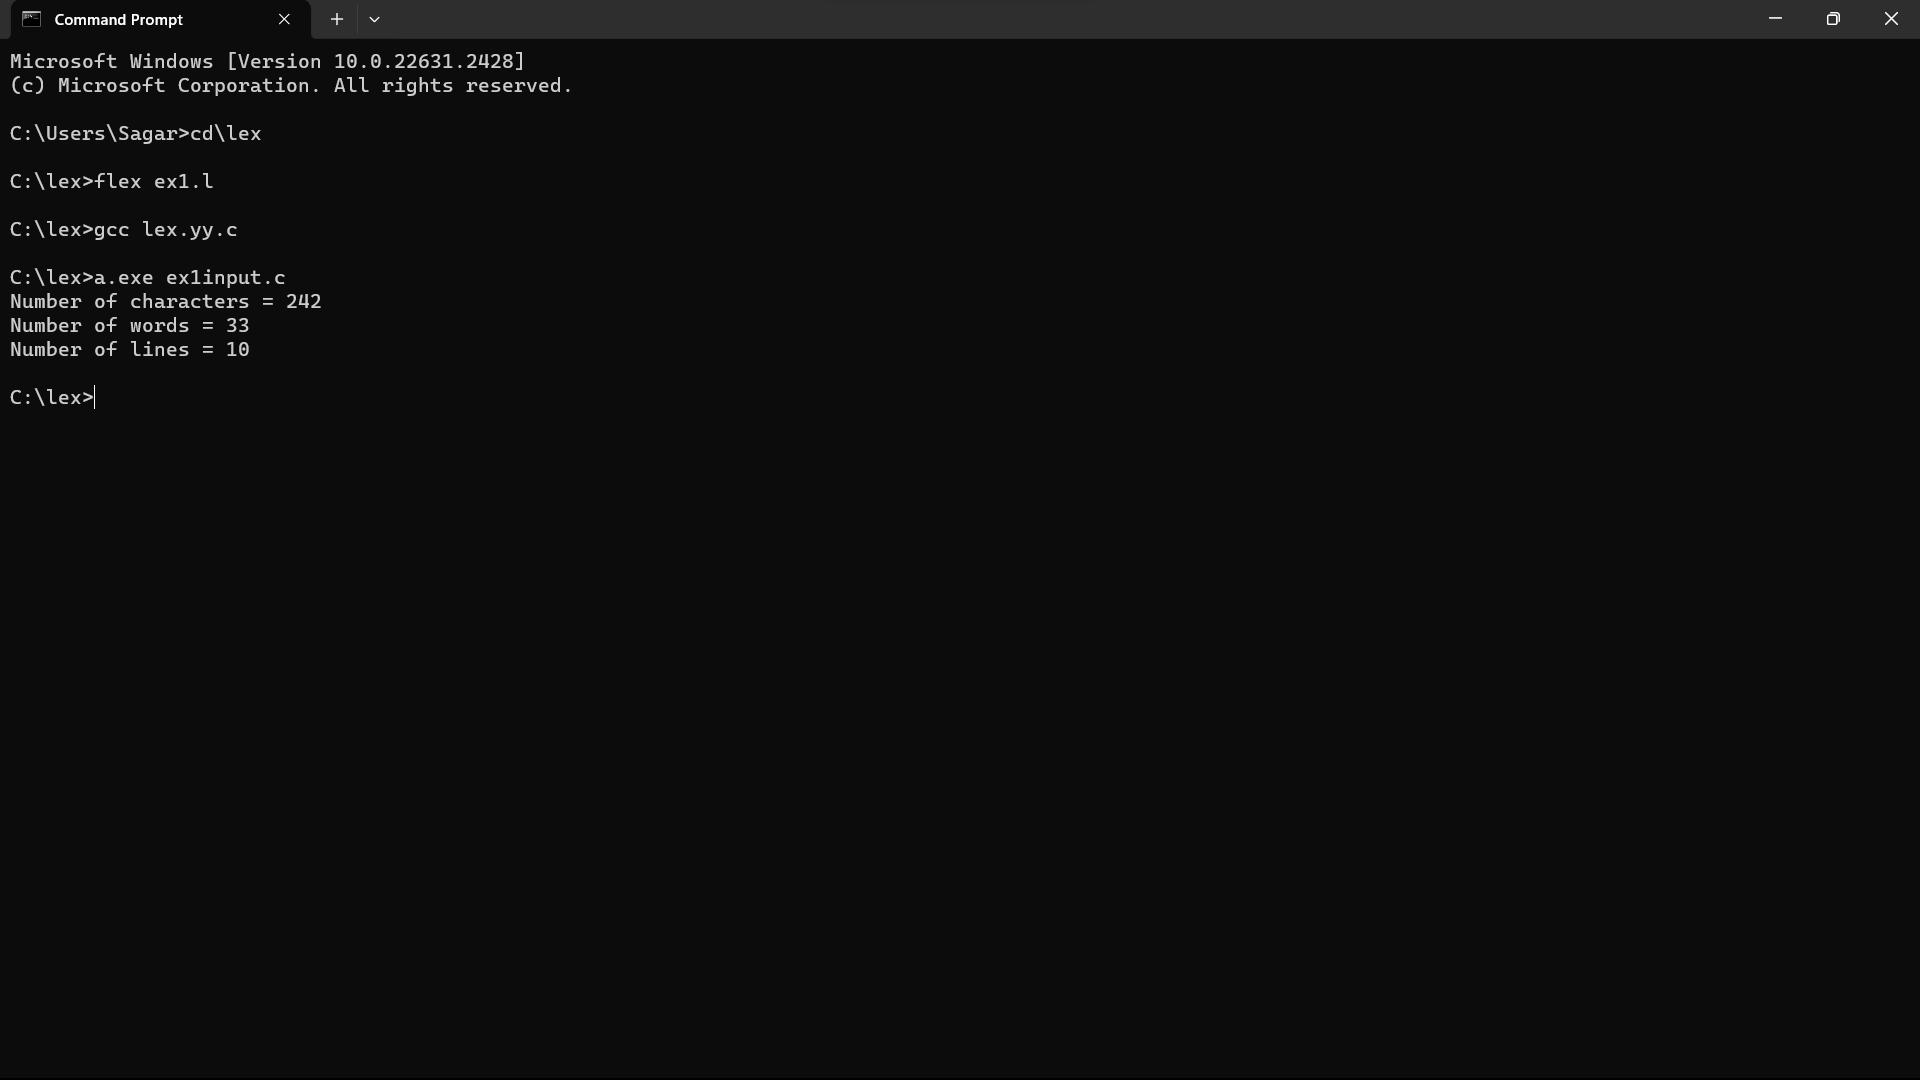 Command Prompt
Microsoft Windows [Version 10.0.22631.2428]
(c) Microsoft Corporation. All rights reserved.
C:\Users\Sagar>cd\lex
C:\lex>flex ex1.l
C:\lex>gcc lex.yy.c
C:\lex>a.exe ex1input.c
Number of characters = 242
Number of words = 33
Number of lines = 10
C:\lex>